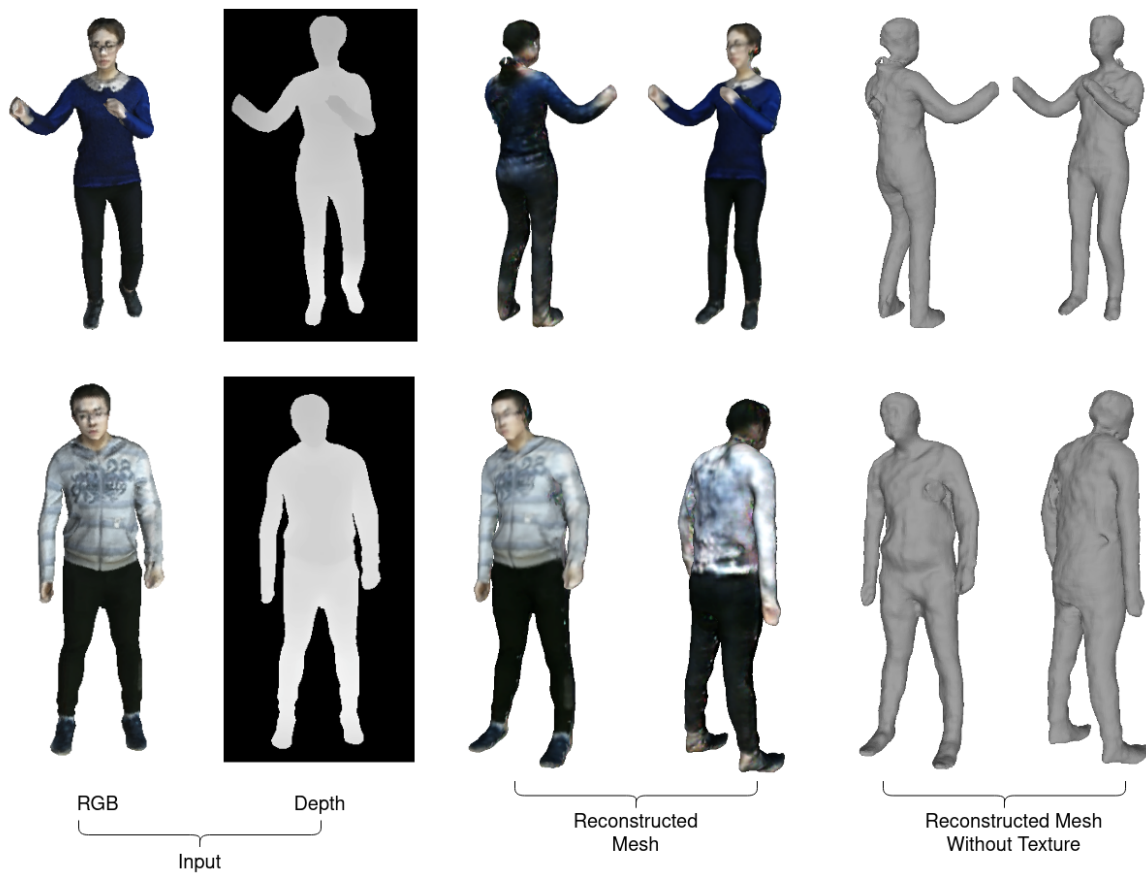 RGB
Depth
Input
Reconstructed
Mesh
Reconstructed Mesh
Without Texture